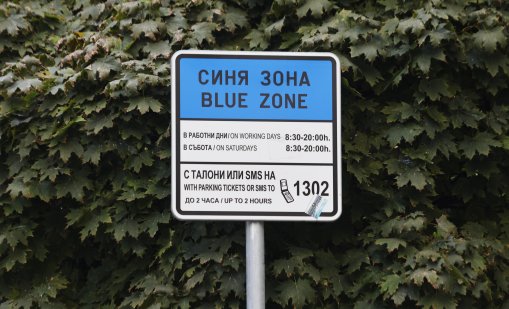 СИНЯ ЗОНА
BLUE ZONE
В РАБОТНИ ДНИ / ON WORKING DAYS 8:30-20:00h.
В СЪБОТА / ON SATURDAYS 8:30-20:00h.
С ТАЛОНИ ИЛИ SMS НА
WITH PARKING TICKETS OR SMS TO 1302
ДО 2 ЧАСА / UP TO 2 HOURS